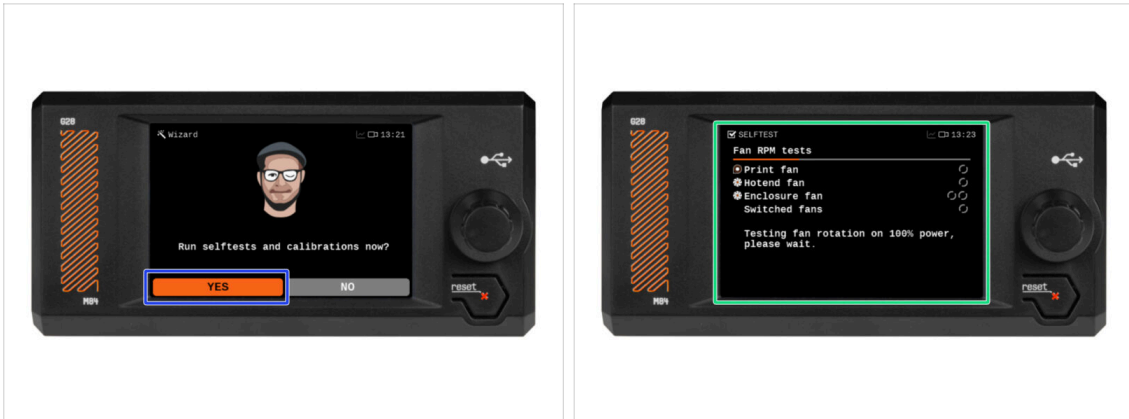 G28
Wizard
13:21
Run selftests and calibrations now?
YES
NO
reset
M84
G28
SELFTEST
13:23
Fan RPM tests
Print fan
Hotend fan
Enclosure fan
Switched fans
Testing fan rotation on 100% power,
please wait.
reset
M84